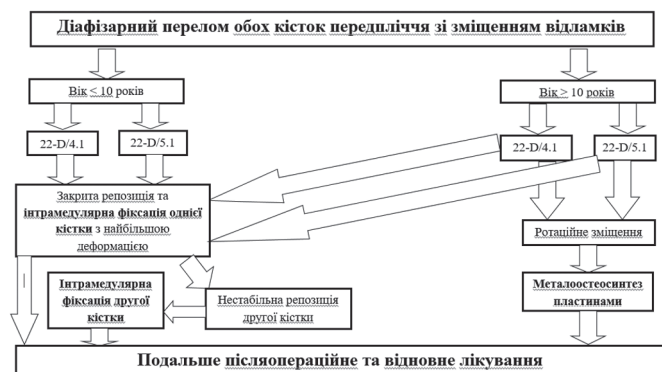 Діафізарний перелом обох кісток передпліччя зі зміщенням відламків
Вік < 10 років
Вік > 10 років
22-D/4.1
22-D/5.1
22-D/4.1
22-D/5.1
Закрита репозиція та
інтрамедулярна фіксація однієї
кістки з найбільшою
деформацією
Ротаційне зміщення
Інтрамедулярна
фіксація другої
кістки
Нестабільна репозиція
другої кістки
Металоостеосинтез
пластинами
Подальше післяопераційне та відновне лікування